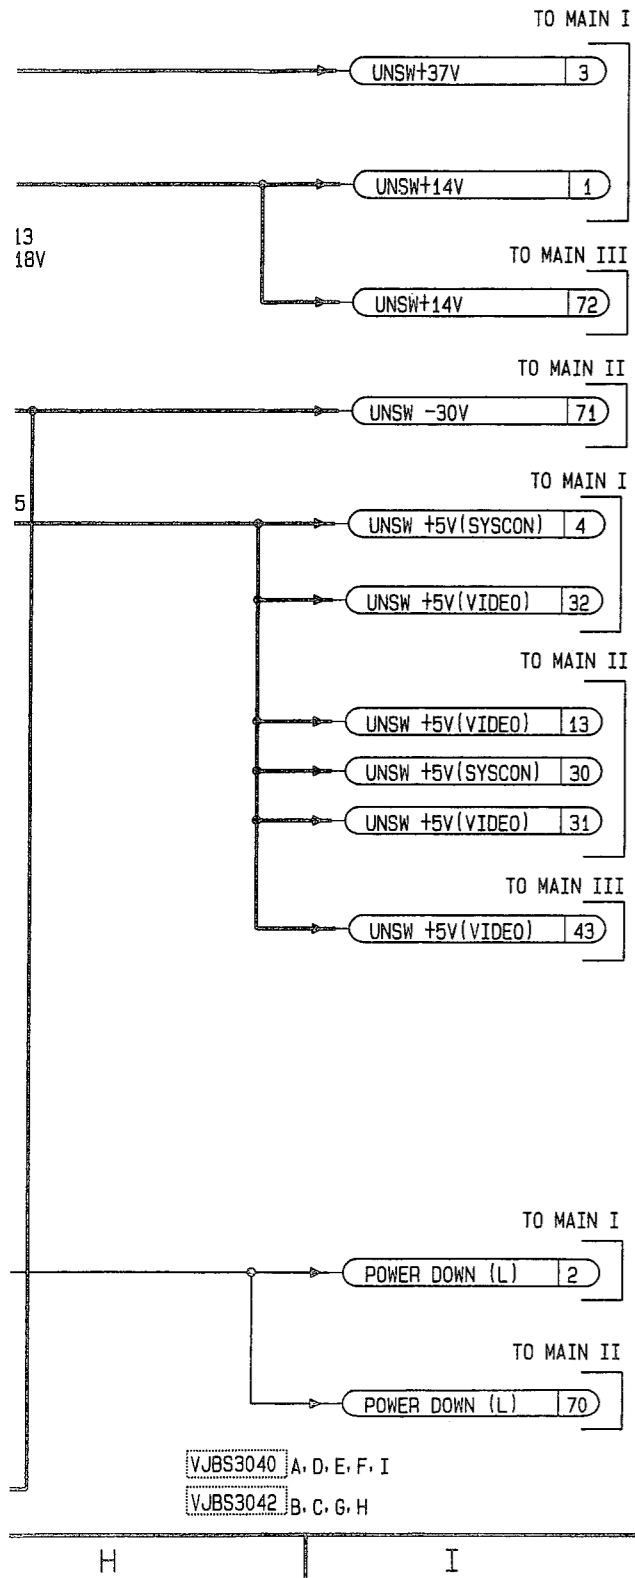 TO MAIN I
UNSW+37V 3
UNSW+14V 1
13
18V
TO MAIN III
UNSW+14V 72
TO MAIN II
UNSW -30V 71
TO MAIN I
5
UNSW +5V(SYSCON) 4
UNSW +5V(VIDEO) 32
TO MAIN II
UNSW +5V(VIDEO) 13
UNSW +5V(SYSCON) 30
UNSW +5V(VIDEO) 31
TO MAIN III
UNSW +5V(VIDEO) 43
TO MAIN I
POWER DOWN (L) 2
TO MAIN II
POWER DOWN (L) 70
VJBS3040 A, D, E, F, I
VJBS3042 B, C, G, H
H I